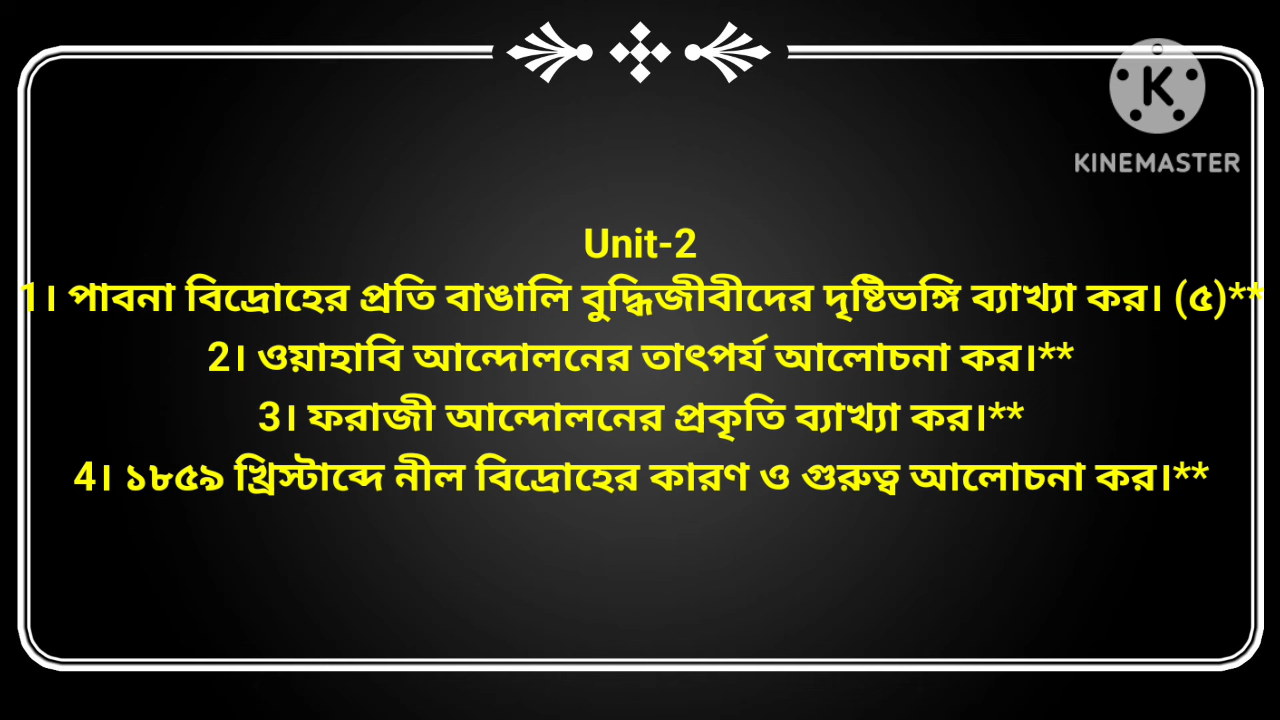 KINEMASTER
Unit-2
1। পাবনা বিদ্রোহের প্রতি বাঙালি বুদ্ধিজীবীদের দৃষ্টিভঙ্গি ব্যাখ্যা কর। (৫)**
2। ওয়াহাবি আন্দোলনের তাৎপর্য আলোচনা কর।**
3। ফরাজী আন্দোলনের প্রকৃতি ব্যাখ্যা কর।**
4। ১৮৫৯ খ্রিস্টাব্দে নীল বিদ্রোহের কারণ ও গুরুত্ব আলোচনা কর।**